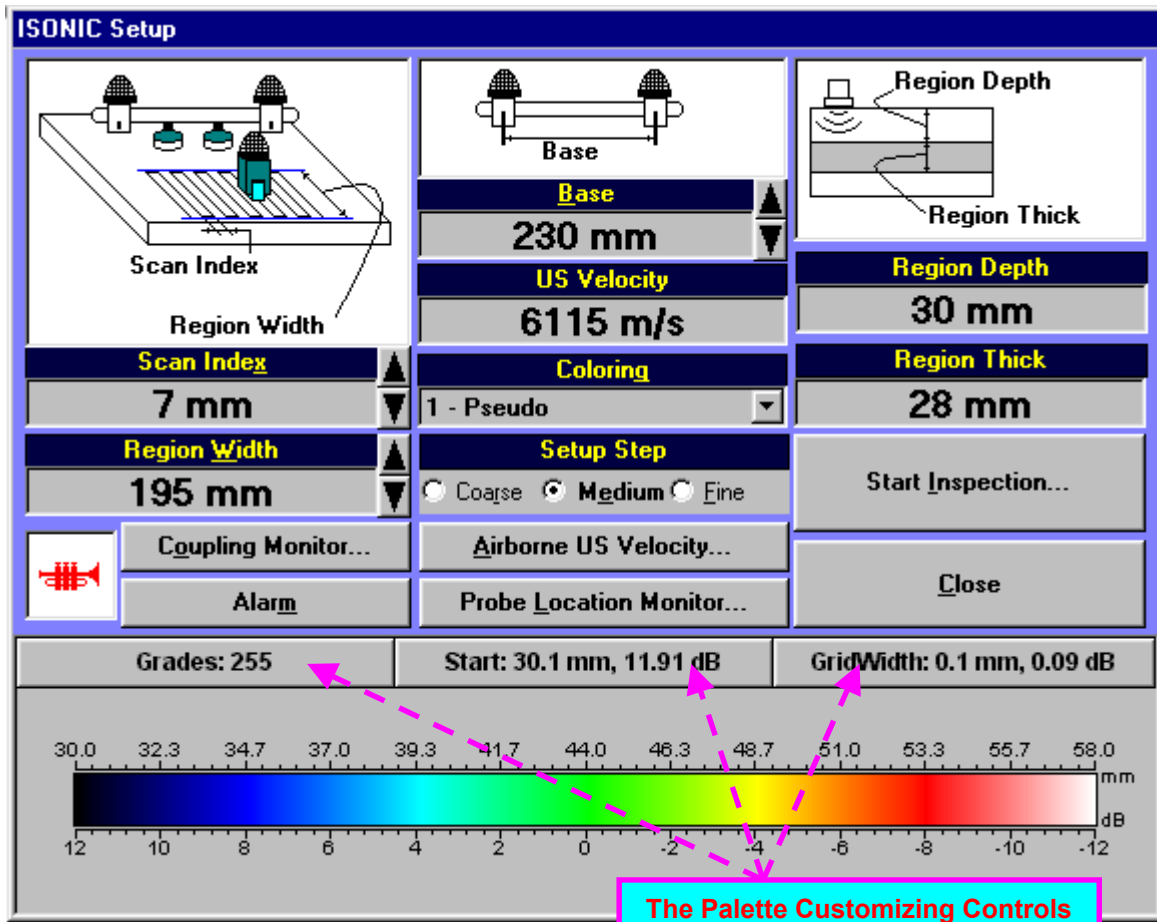 ISONIC Setup
Scan Index
Region Width
Scan Index
7 mm
Region Width
195 mm
Coupling Monitor...
Alarm
Base
Base
230 mm
US Velocity
6115 m/s
Coloring
1 - Pseudo
Setup Step
Coarse Medium Fine
Airborne US Velocity...
Probe Location Monitor...
Region Depth
Region Thick
Region Depth
30 mm
Region Thick
28 mm
Start Inspection...
Close
Grades: 255
Start: 30.1 mm, 11.91 dB
GridWidth: 0.1 mm, 0.09 dB
30.0 32.3 34.7 37.0 39.3 41.7 44.0 46.3 48.7 51.0 53.3 55.7 58.0
mm
dB
12 10 8 6 4 2 0 -2 -4 -6 -8 -10 -12
The Palette Customizing Controls